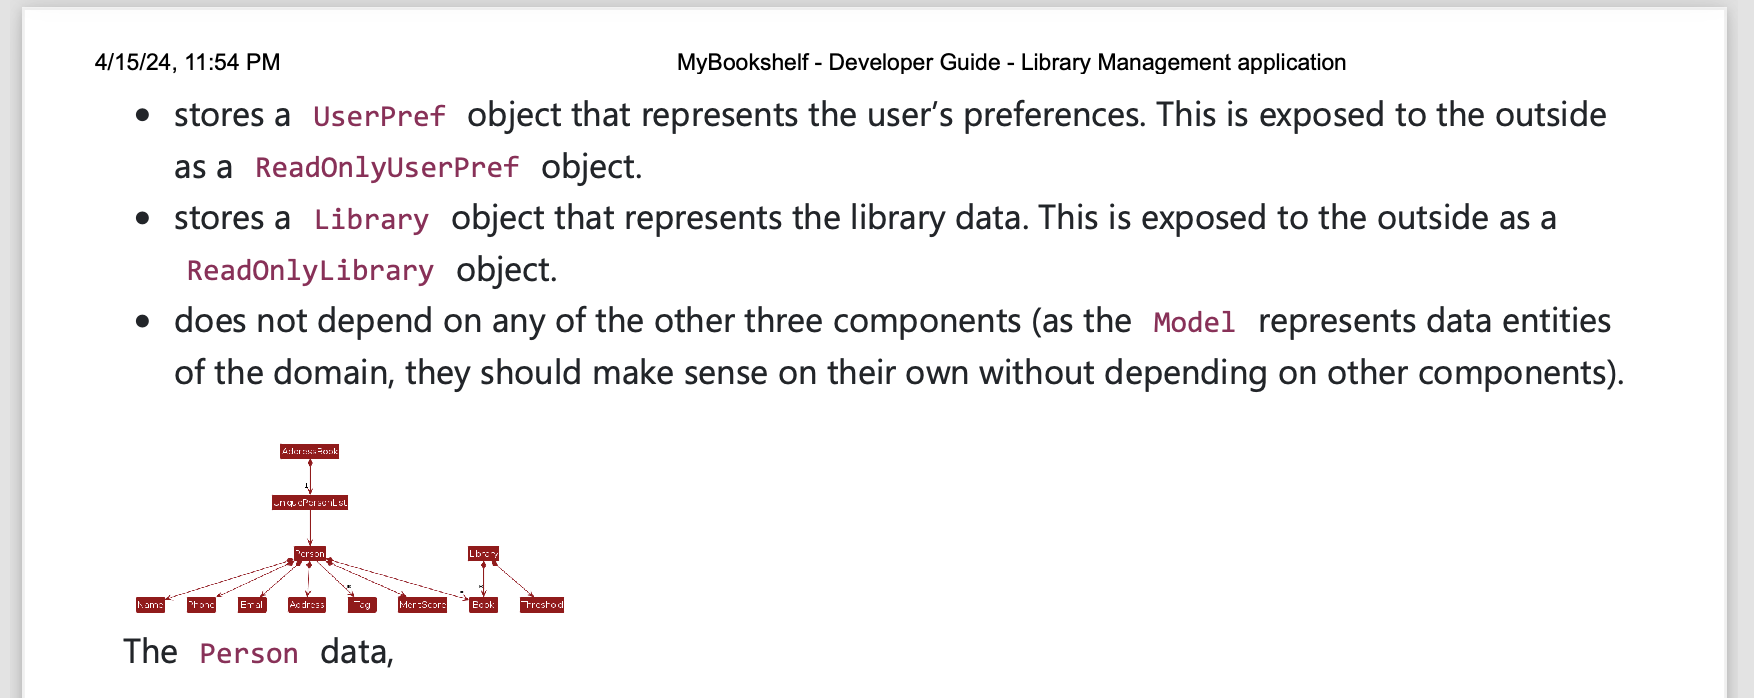 4/15/24, 11:54 PM MyBookshelf - Developer Guide - Library Management application
• stores a UserPref object that represents the user’s preferences. This is exposed to the outside
as a ReadOnlyUserPref object.
• stores a Library object that represents the library data. This is exposed to the outside as a
ReadOnlyLibrary object.
• does not depend on any of the other three components (as the Model represents data entities
of the domain, they should make sense on their own without depending on other components).
AddressBook
1
UniquePersonList
Person Library
* * *
Name Phone Email Address Tag MeritScore Book Threshold
The Person data,